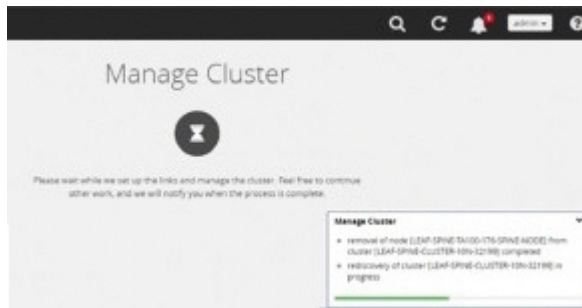 admin
Manage Cluster
Please wait while we set up the links and manage the cluster. Feel free to continue
other work, and we will notify you when the process is complete.
Manage Cluster
removal of node [LEAF-SPINE-TA100-176-SPINE-NODE] from
cluster [LEAF-SPINE-CLUSTER-10N-32199] completed
rediscovery of cluster [LEAF-SPINE-CLUSTER-10N-32199] in
progress